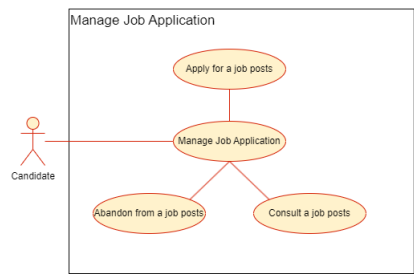 Manage Job Application
Apply for a job posts
Manage Job Application
Candidate
Abandon from a job posts
Consult a job posts